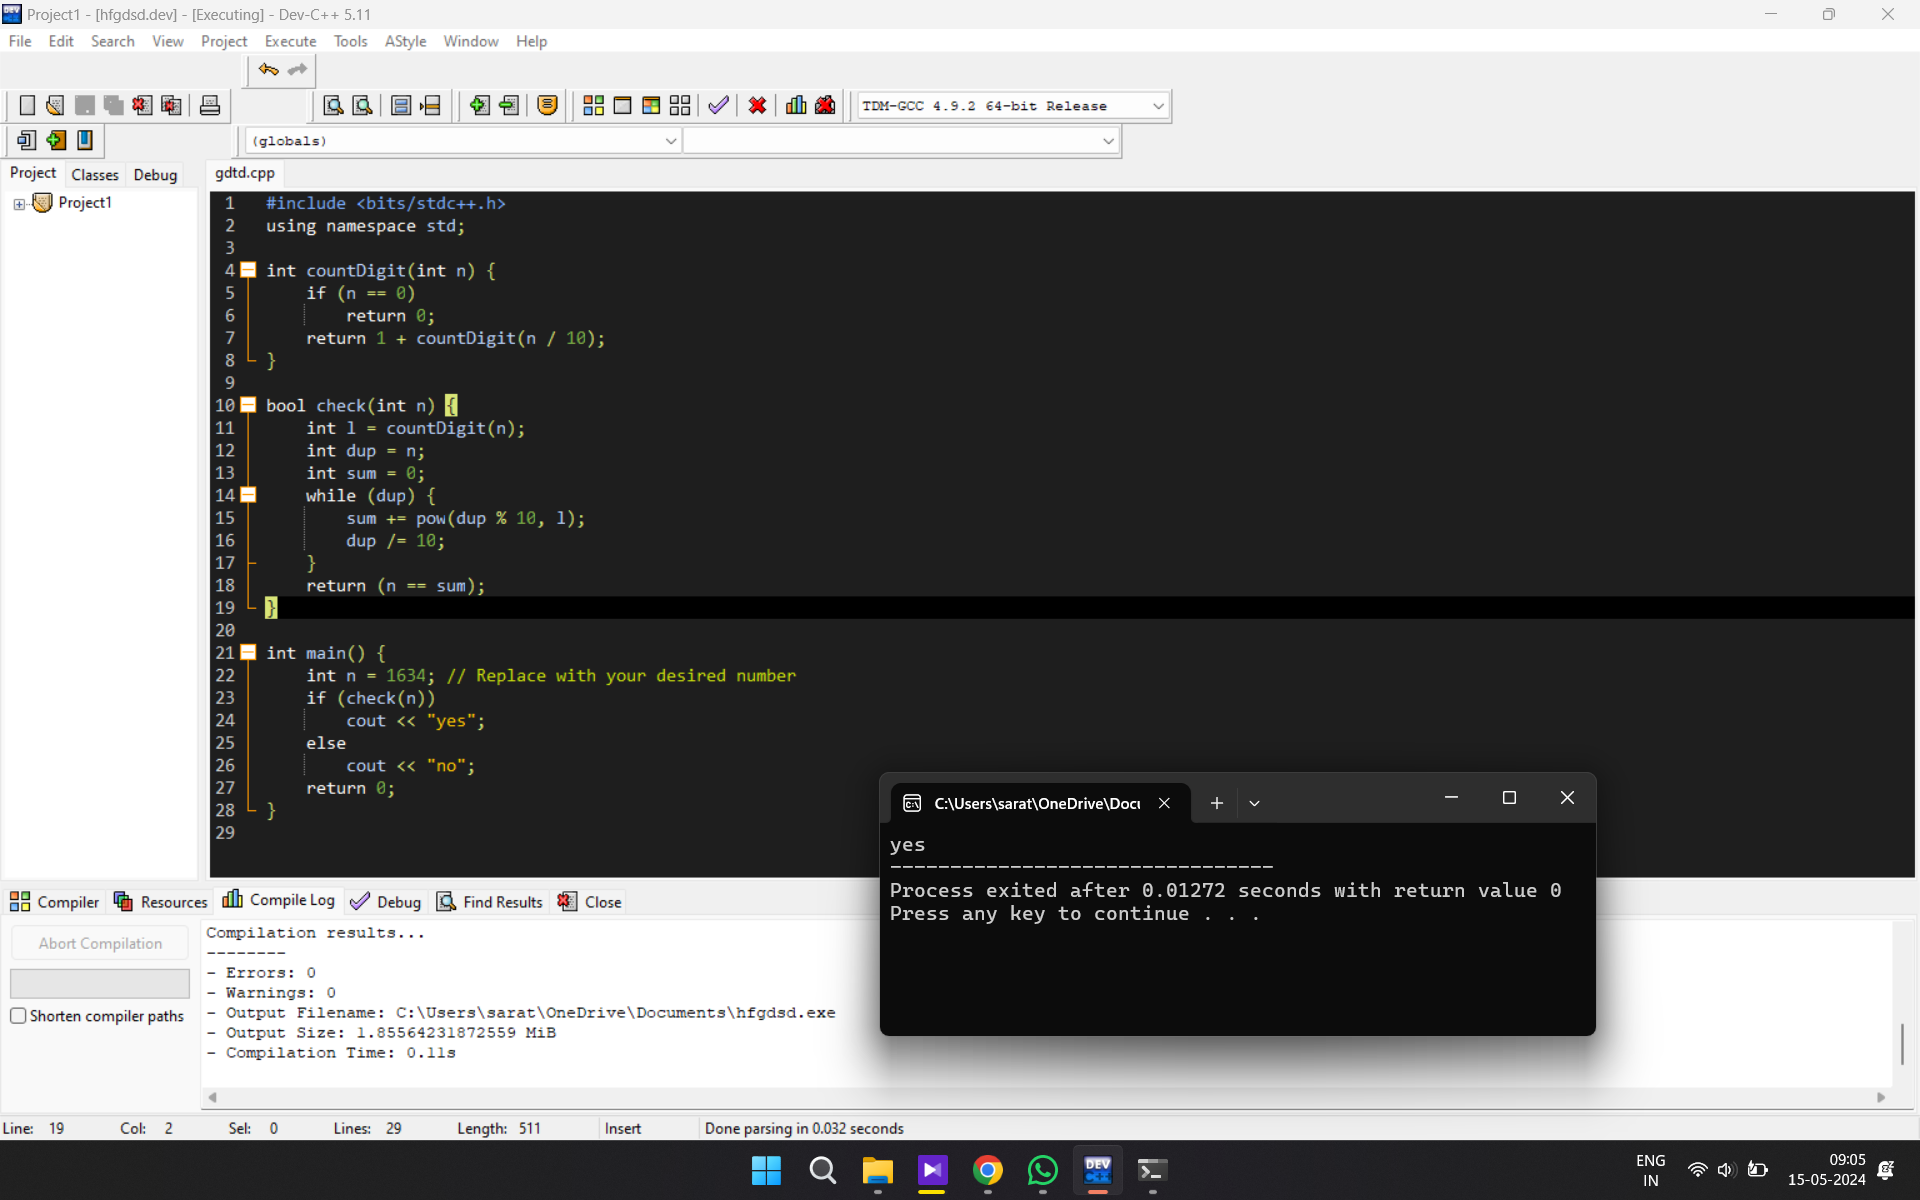 Project1 - [hfgdsd.dev] - [Executing] - Dev-C++ 5.11
File Edit Search View Project Execute Tools AStyle Window Help
TDM-GCC 4.9.2 64-bit Release
(globals)
Project Classes Debug
gdtd.cpp
Project1
1 #include <bits/stdc++.h>
2 using namespace std;
3
4 int countDigit(int n) {
5 if (n == 0)
6 return 0;
7 return 1 + countDigit(n / 10);
8 }
9
10 bool check(int n) {
11 int l = countDigit(n);
12 int dup = n;
13 int sum = 0;
14 while (dup) {
15 sum += pow(dup % 10, l);
16 dup /= 10;
17 }
18 return (n == sum);
19 }
20
21 int main() {
22 int n = 1634; // Replace with your desired number
23 if (check(n))
24 cout << "yes";
25 else
26 cout << "no";
27 return 0;
28 }
29
C:\Users\sarat\OneDrive\Docu
yes
--------------------------------
Process exited after 0.01272 seconds with return value 0
Press any key to continue . . .
Compiler Resources Compile Log Debug Find Results Close
Abort Compilation
Shorten compiler paths
Compilation results...
--------
- Errors: 0
- Warnings: 0
- Output Filename: C:\Users\sarat\OneDrive\Documents\hfgdsd.exe
- Output Size: 1.85564231872559 MiB
- Compilation Time: 0.11s
Line: 19 Col: 2 Sel: 0 Lines: 29 Length: 511 Insert Done parsing in 0.032 seconds
DEV C++
ENG
IN
09:05
15-05-2024